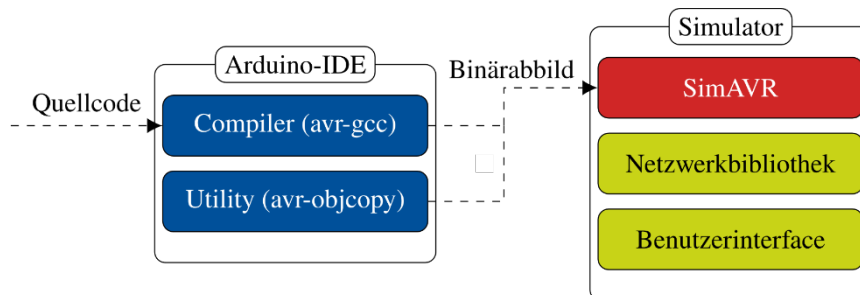 Simulator
Arduino-IDE
Binärabbild
SimAVR
Quellcode
Compiler (avr-gcc)
Netzwerkbibliothek
Utility (avr-objcopy)
Benutzerinterface